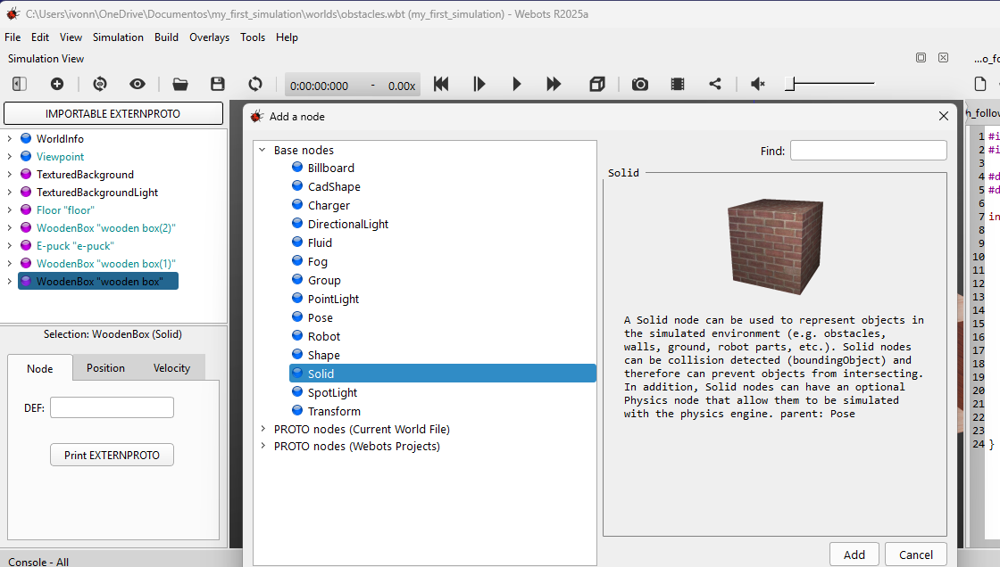 C:\Users\ivonn\OneDrive\Documentos\my_first_simulation\worlds\obstacles.wbt (my_first_simulation) - Webots R2025a
File Edit View Simulation Build Overlays Tools Help
Simulation View
...o_fo
0:00:00:000 - 0.00x
IMPORTABLE EXTERNPROTO
WorldInfo
Viewpoint
TexturedBackground
TexturedBackgroundLight
Floor "floor"
WoodenBox "wooden box(2)"
E-puck "e-puck"
WoodenBox "wooden box(1)"
WoodenBox "wooden box"
Selection: WoodenBox (Solid)
Node Position Velocity
DEF:
Print EXTERNPROTO
Console - All
Add a node
Base nodes
Billboard
CadShape
Charger
DirectionalLight
Fluid
Fog
Group
PointLight
Pose
Robot
Shape
Solid
SpotLight
Transform
PROTO nodes (Current World File)
PROTO nodes (Webots Projects)
Find:
Solid
A Solid node can be used to represent objects in
the simulated environment (e.g. obstacles,
walls, ground, robot parts, etc.). Solid nodes
can be collision detected (boundingObject) and
therefore can prevent objects from intersecting.
In addition, Solid nodes can have an optional
Physics node that allow them to be simulated
with the physics engine. parent: Pose
Add Cancel
h_follow
1 #i
2 #i
3
4 #d
5 #d
6
7 in
8
9
10
11
12
13
14
15
16
17
18
19
20
21
22
23
24 }